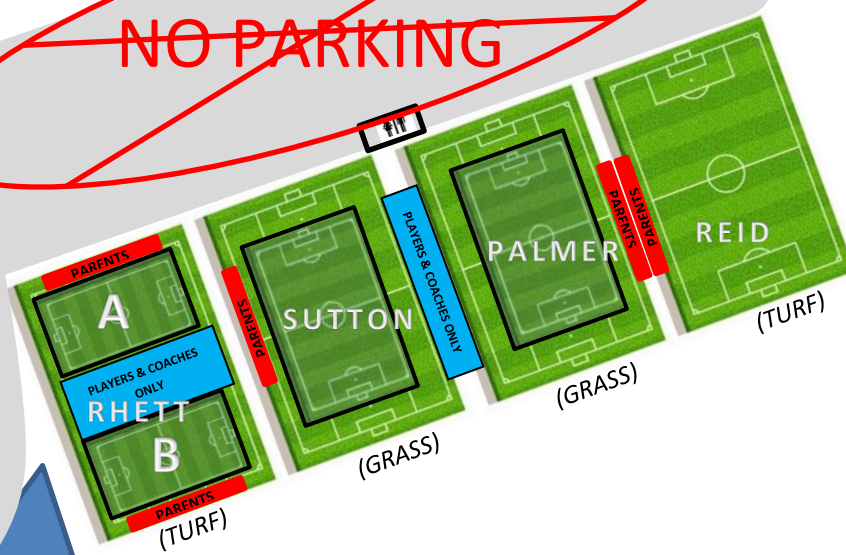 NO PARKING
PARENTS
A
PLAYERS & COACHES
ONLY
RHETT
B
PARENTS
(TURF)
PARENTS
SUTTON
(GRASS)
PLAYERS & COACHES ONLY
PALMER
(GRASS)
PARENTS
PARENTS
REID
(TURF)